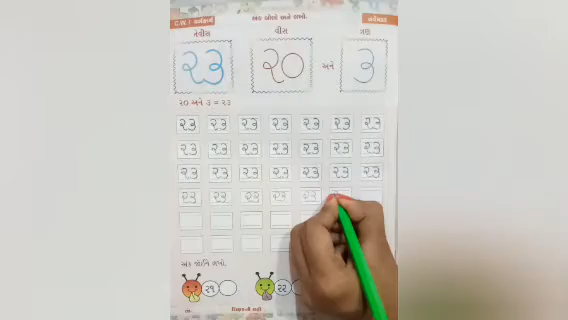 C.W. / વર્ગકાર્ય
અંક બોલો અને લખો.
તેવીસ વીસ ત્રણ
૨૩ ૨૦ અને ૩
૨૦ અને ૩ = ૨૩
૨૩ ૨૩ ૨૩ ૨૩ ૨૩ ૨૩ ૨૩
૨૩ ૨૩ ૨૩ ૨૩ ૨૩ ૨૩ ૨૩
૨૩ ૨૩ ૨૩ ૨૩ ૨૩ ૨૩ ૨૩
૨૩ ૨૩ ૨૩ ૨૩ ૨૩
૨૧ ૨૨